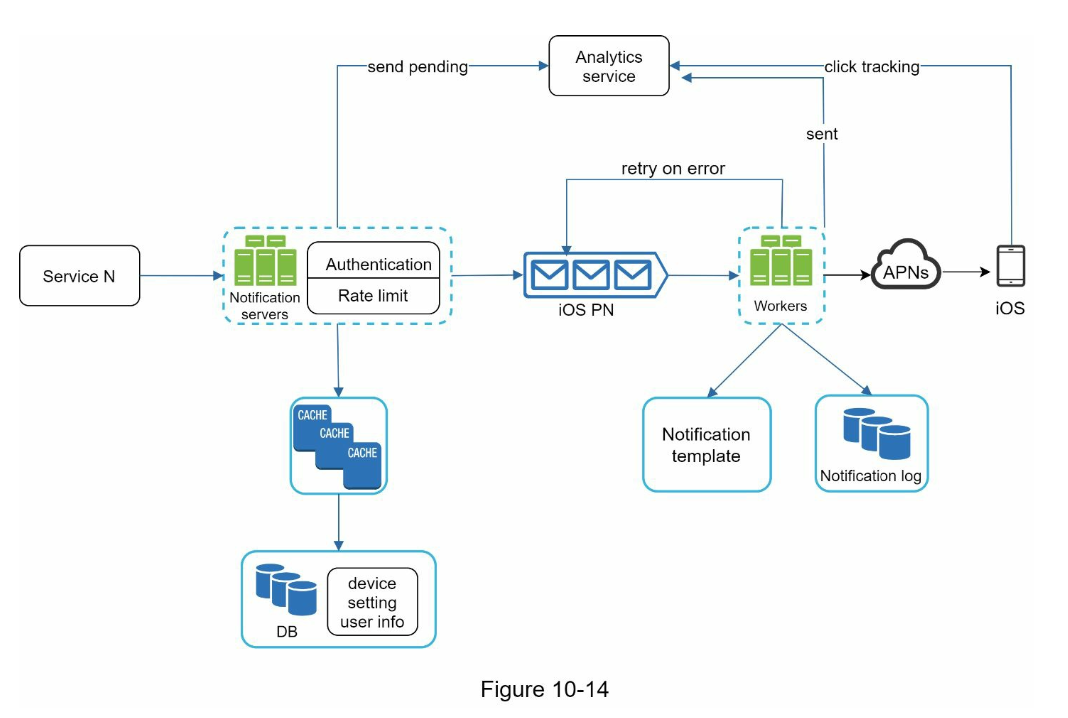 Analytics
service
send pending
click tracking
sent
retry on error
Service N
Notification
servers
Authentication
Rate limit
iOS PN
Workers
APNs
iOS
CACHE
CACHE
CACHE
Notification
template
Notification log
DB
device
setting
user info
Figure 10-14